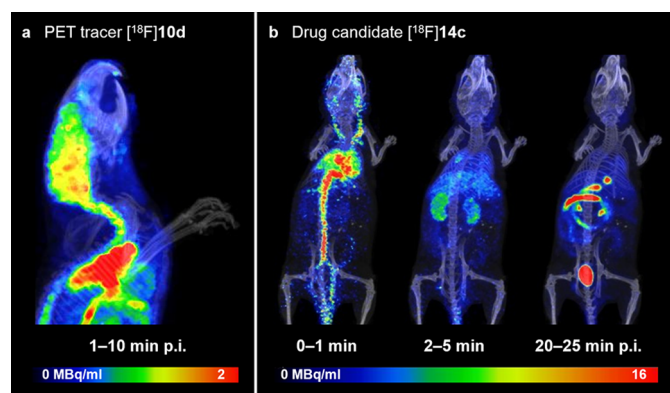 a PET tracer [¹⁸F]10d
1–10 min p.i.
0 MBq/ml 2
b Drug candidate [¹⁸F]14c
0–1 min 2–5 min 20–25 min p.i.
0 MBq/ml 16